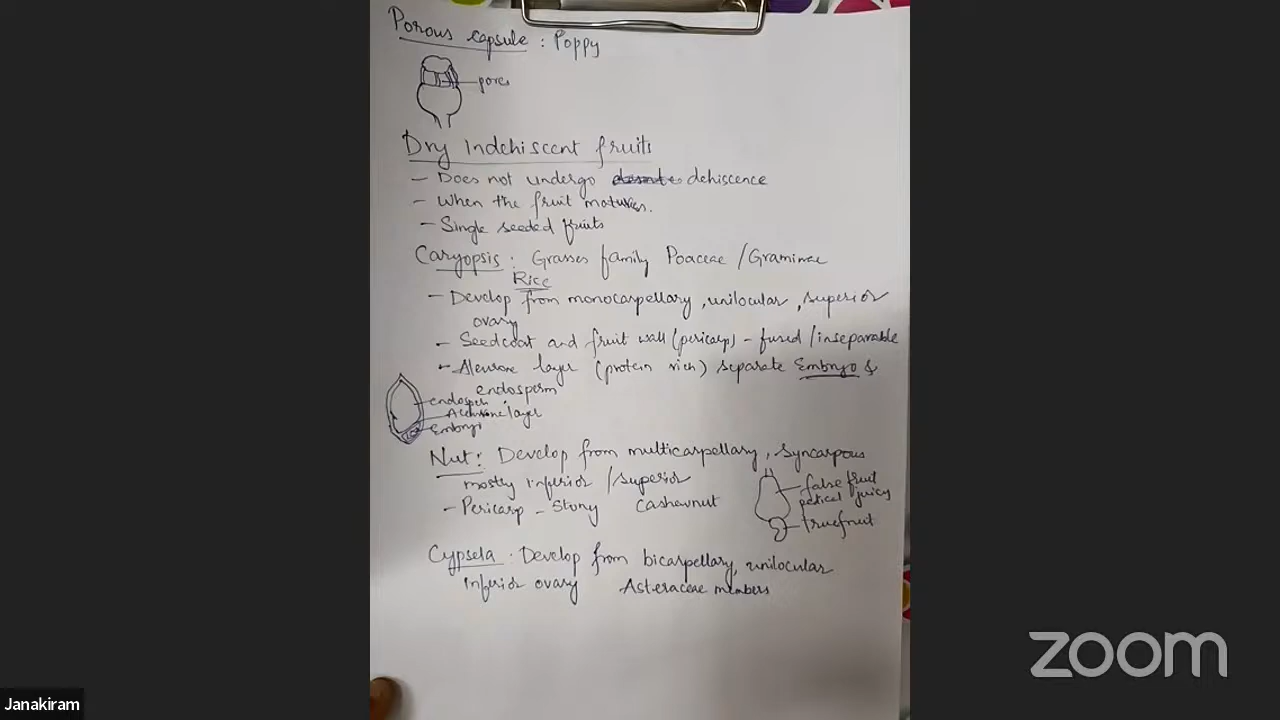 Porous capsule : Poppy
pores
Dry Indehiscent fruits
- Does not undergo dehiscence
- When the fruit matures.
- Single seeded fruits
Caryopsis : Grasses family Poaceae / Graminae
Rice
- Develop from monocarpellary, unilocular, superior
ovary
- Seedcoat and fruit wall (pericarp) - fused / inseparable
- Aleurone layer (protein rich) separate Embryo &
endosperm
endosperm
Aleurone layer
Embryo
Nut : Develop from multicarpellary, syncarpous
mostly inferior / superior
- Pericarp - Stony Cashewnut
false fruit
pedicel juicy
true fruit
Cypsela : Develop from bicarpellary, unilocular
Inferior ovary Asteraceae members
zoom
Janakiram